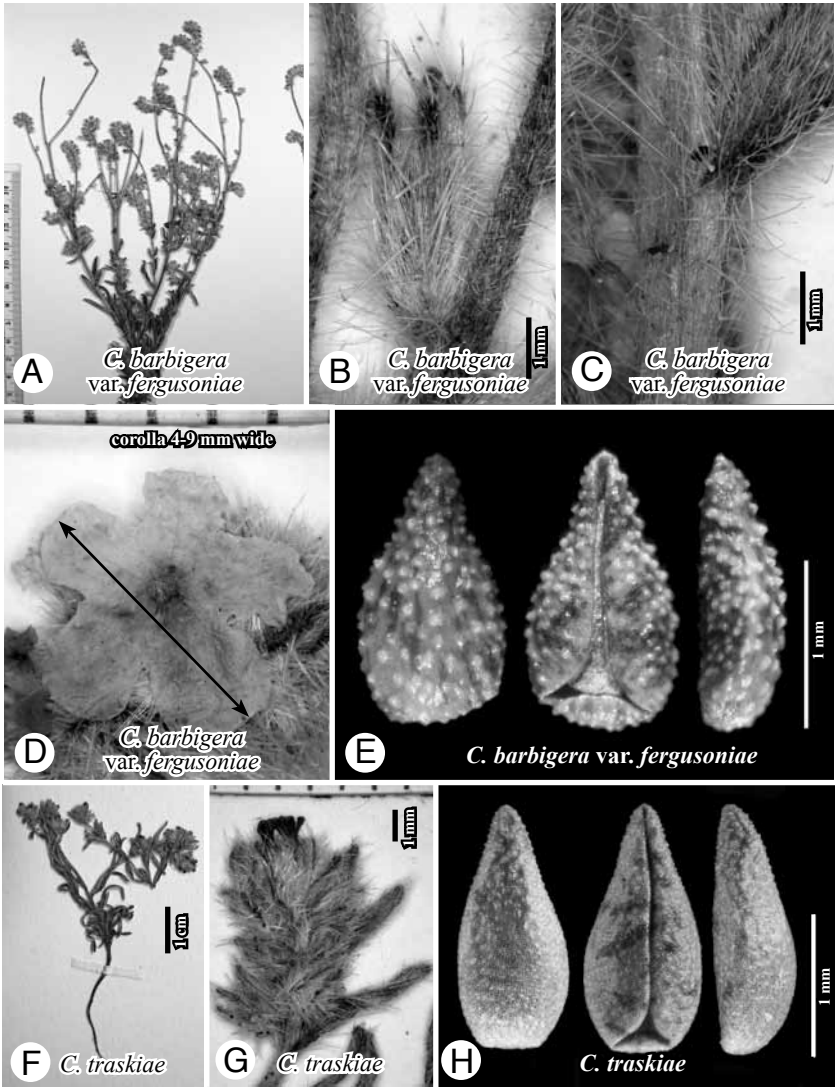 A
C. barbigera
var. fergusoniae
B
1 mm
C. barbigera
var. fergusoniae
C
1 mm
C. barbigera
var. fergusoniae
corolla 4-9 mm wide
D
C. barbigera
var. fergusoniae
E
1 mm
C. barbigera var. fergusoniae
F
1 cm
C. traskiae
G
1 mm
C. traskiae
H
1 mm
C. traskiae